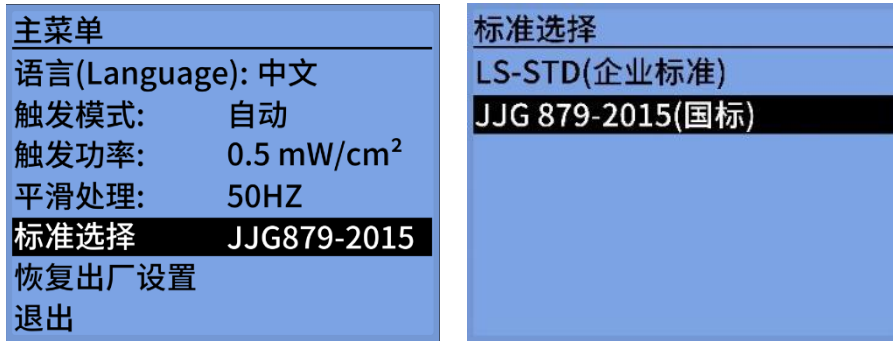 主菜单
语言(Language): 中文
触发模式: 自动
触发功率: 0.5 mW/cm²
平滑处理: 50HZ
标准选择 JJG879-2015
恢复出厂设置
退出
标准选择
LS-STD(企业标准)
JJG 879-2015(国标)